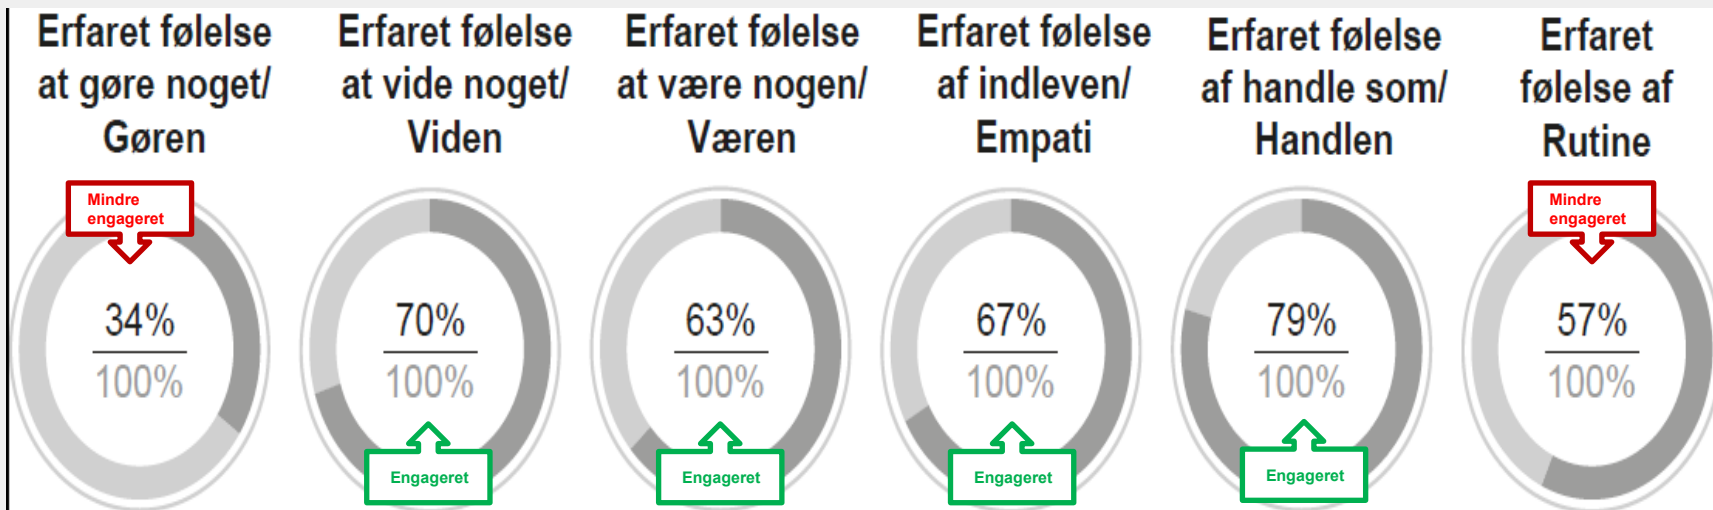 Erfaret følelse
at gøre noget/
Gøren
Erfaret følelse
at vide noget/
Viden
Erfaret følelse
at være nogen/
Væren
Erfaret følelse
af indleven/
Empati
Erfaret følelse
af handle som/
Handlen
Erfaret
følelse af
Rutine
Mindre
engageret
34%
100%
70%
100%
Engageret
63%
100%
Engageret
67%
100%
Engageret
79%
100%
Engageret
Mindre
engageret
57%
100%